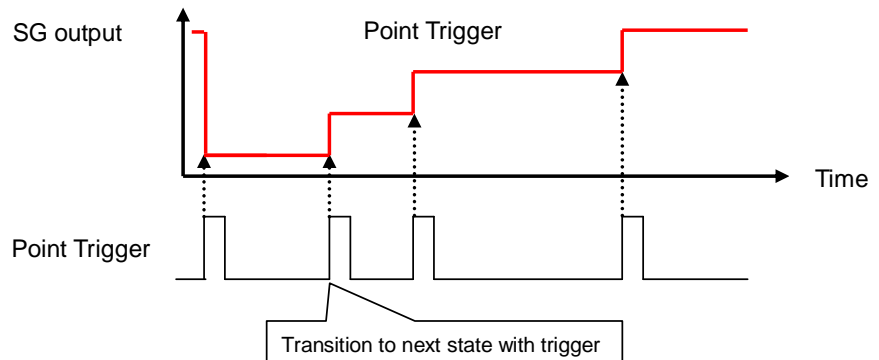 SG output
Point Trigger
Time
Point Trigger
Transition to next state with trigger